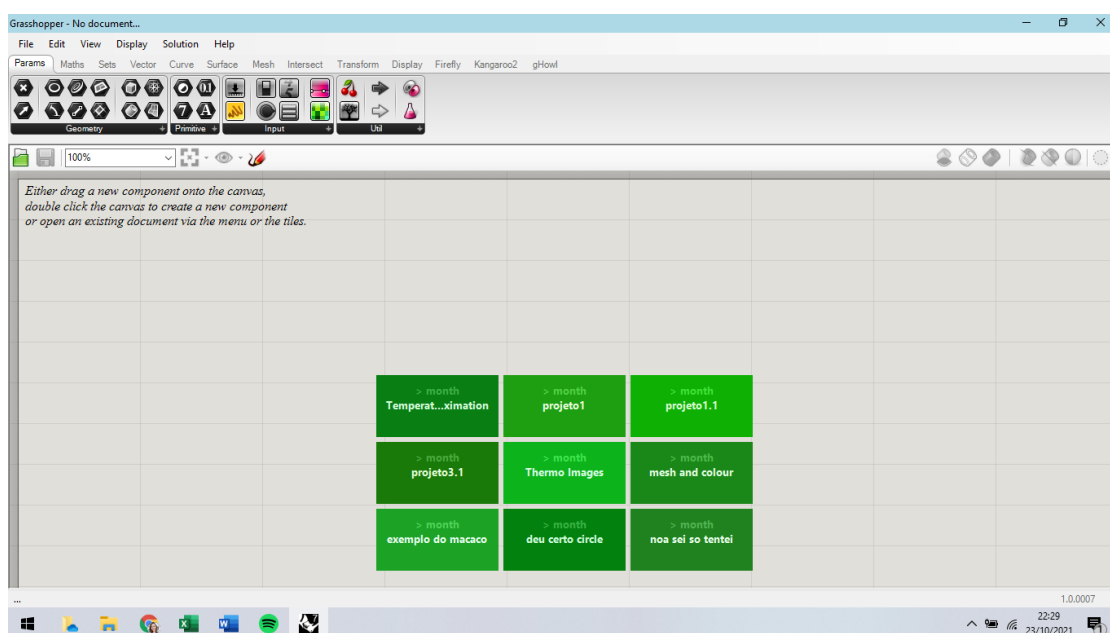 Grasshopper - No document...
File Edit View Display Solution Help
Params Maths Sets Vector Curve Surface Mesh Intersect Transform Display Firefly Kangaroo2 gHowl
Geometry Primitive Input Util
100%
Either drag a new component onto the canvas,
double click the canvas to create a new component
or open an existing document via the menu or the tiles.
> month > month > month
Temperat...ximation projeto1 projeto1.1
> month > month > month
projeto3.1 Thermo Images mesh and colour
> month > month > month
exemplo do macaco deu certo circle noa sei so tentei
... 1.0.0007
22:29
23/10/2021